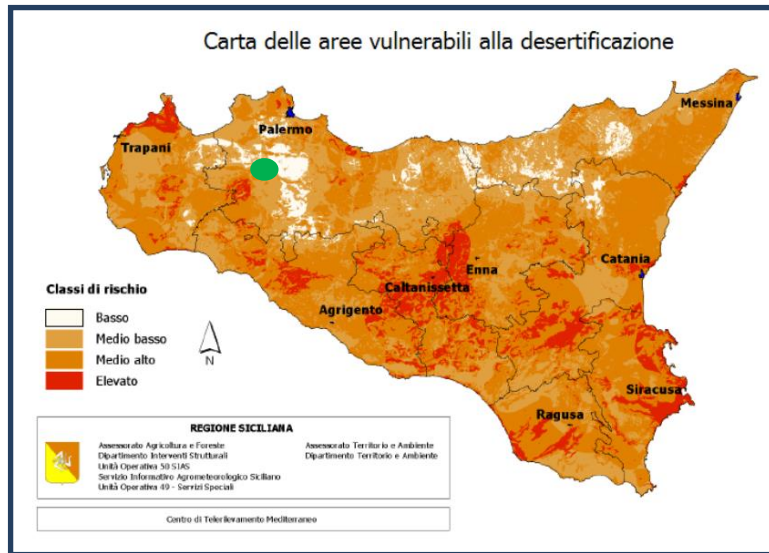 Carta delle aree vulnerabili alla desertificazione
Messina
Palermo
Trapani
Catania
Enna
Caltanissetta
Agrigento
Siracusa
Ragusa
Classi di rischio
Basso
Medio basso
Medio alto
Elevato
N
REGIONE SICILIANA
Assessorato Agricoltura e Foreste
Dipartimento Interventi Strutturali
Unità Operativa 50 SIAS
Servizio Informativo Agrometeorologico Siciliano
Unità Operativa 49 - Servizi Speciali
Assessorato Territorio e Ambiente
Dipartimento Territorio e Ambiente
Centro di Telerilevamento Mediterraneo